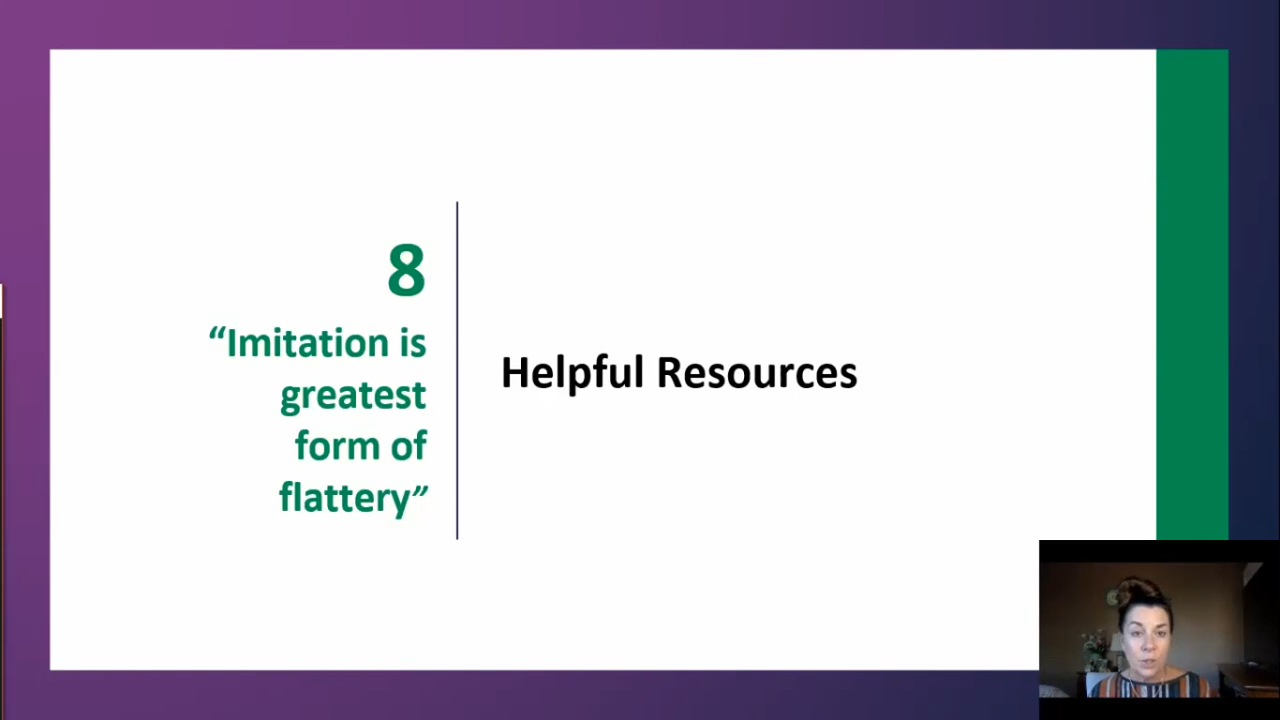 8
“Imitation is
greatest
form of
flattery”
Helpful Resources